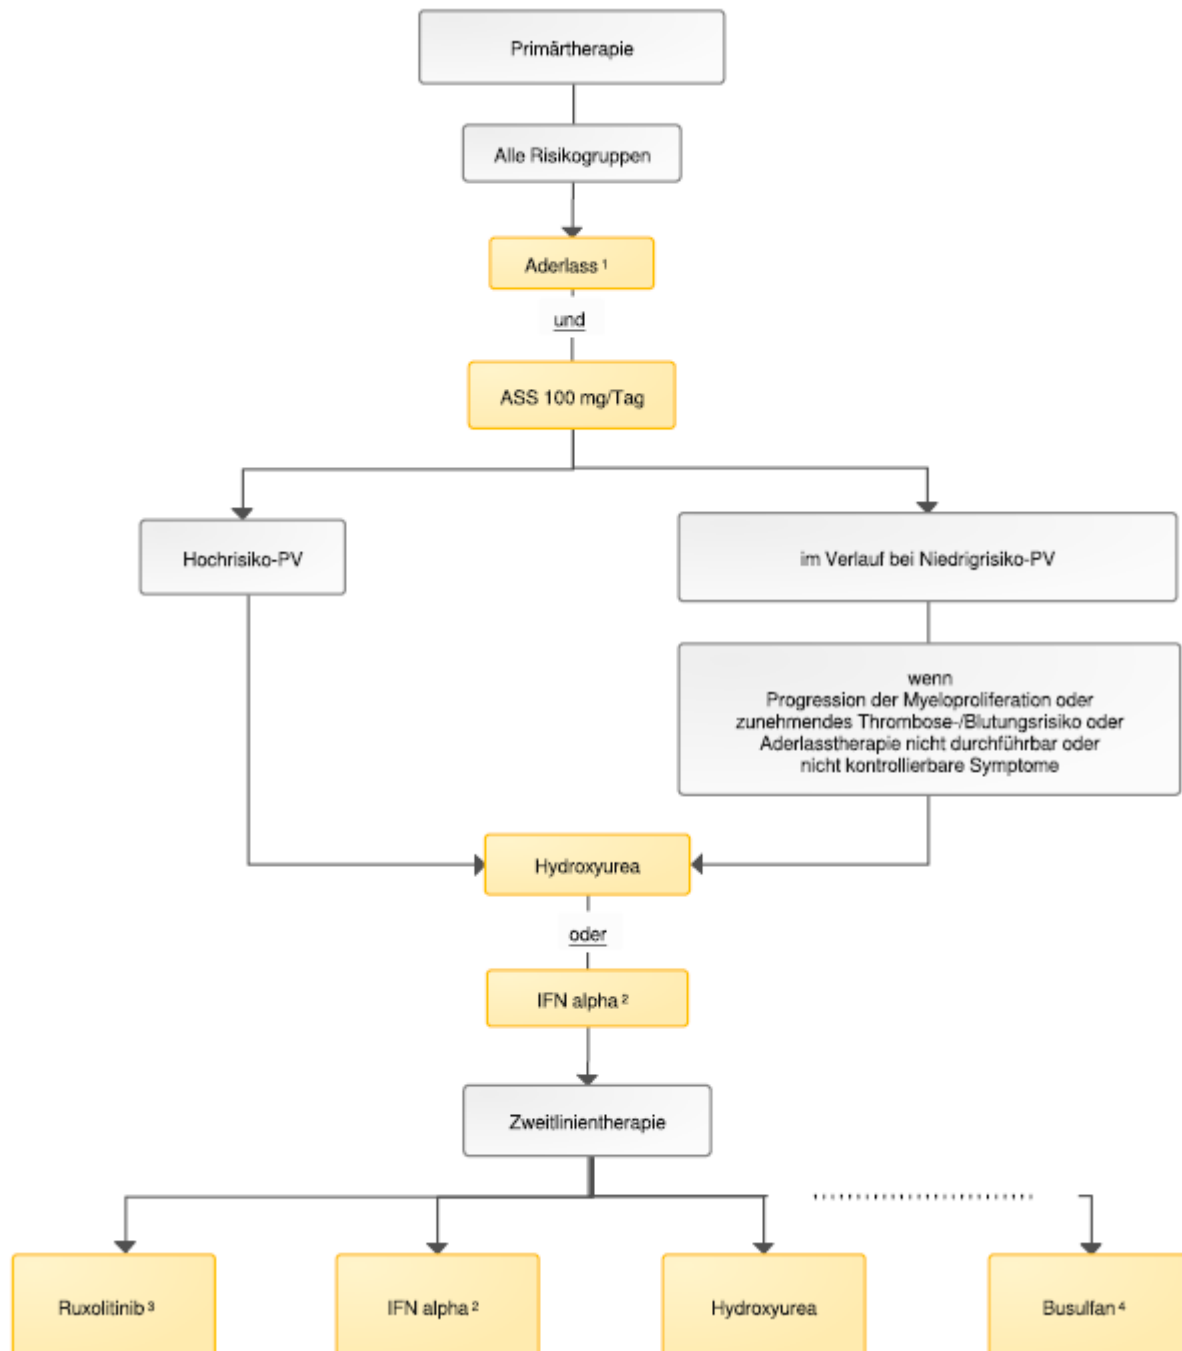 Primärtherapie
Alle Risikogruppen
Aderlass ¹
und
ASS 100 mg/Tag
Hochrisiko-PV
im Verlauf bei Niedrigrisiko-PV
wenn
Progression der Myeloproliferation oder
zunehmendes Thrombose-/Blutungsrisiko oder
Aderlasstherapie nicht durchführbar oder
nicht kontrollierbare Symptome
Hydroxyurea
oder
IFN alpha ²
Zweitlinientherapie
Ruxolitinib ³
IFN alpha ²
Hydroxyurea
Busulfan ⁴